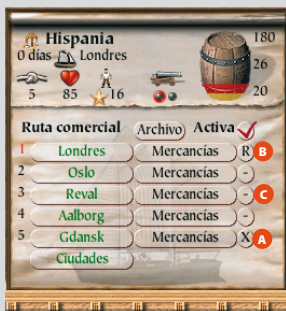 Hispania
180
0 días Londres
26
5 85 16
20
Ruta comercial Archivo Activa
1 Londres Mercancías R B
2 Oslo Mercancías -
3 Reval Mercancías - C
4 Aalborg Mercancías -
5 Gdansk Mercancías X A
Ciudades